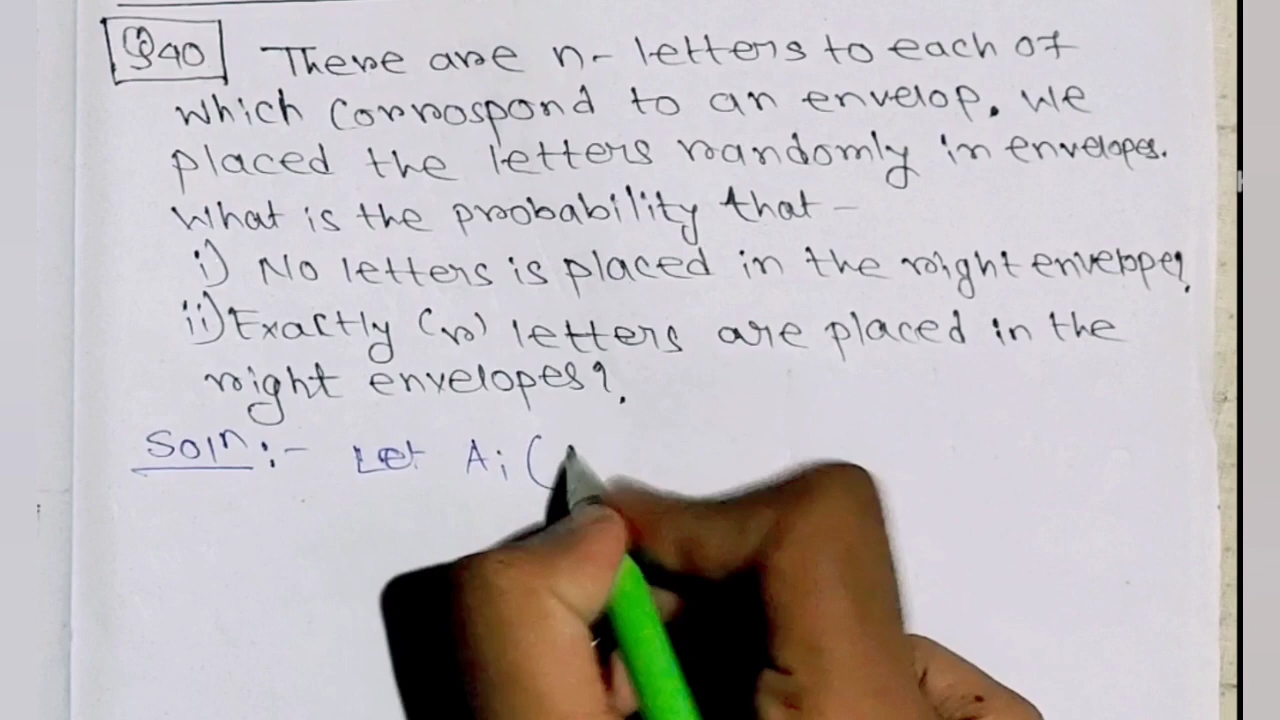 Q40 There are n- letters to each of
which Corrospond to an envelop. we
placed the letters randomly in envelopes.
What is the probability that -
i) No letters is placed in the right envelope?
ii) Exactly (r) letters are placed in the
right envelopes?
Solⁿ:- Let Ai (